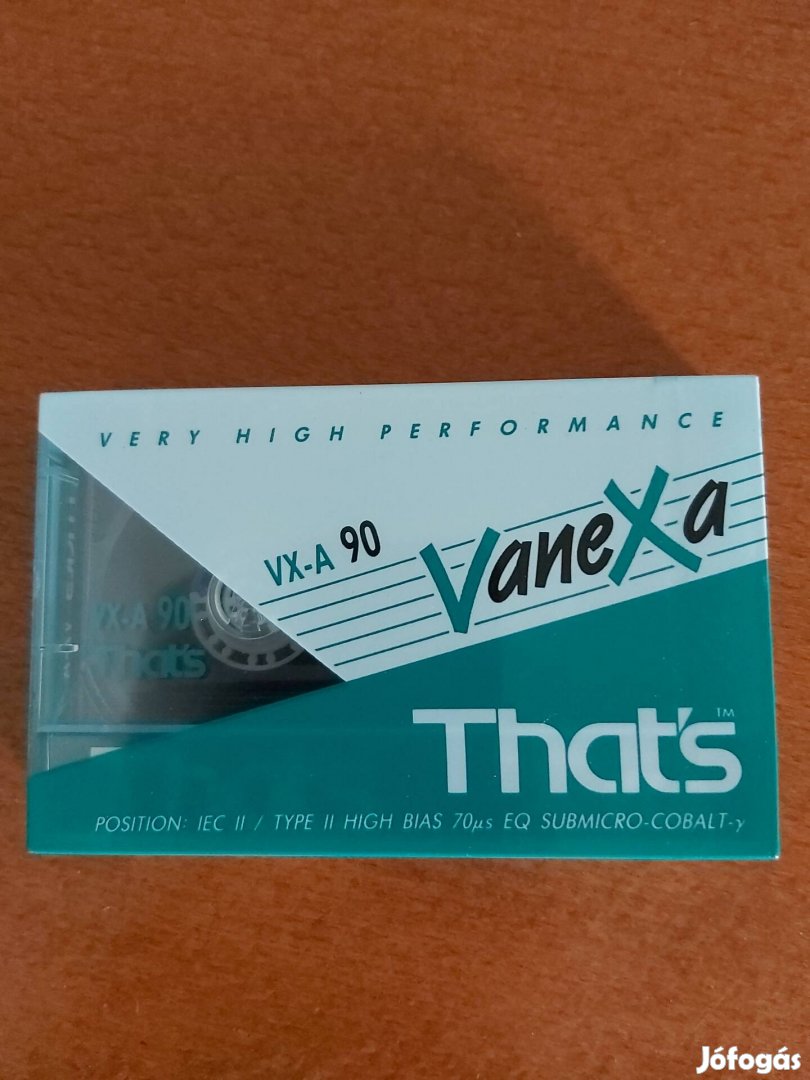 VERY HIGH PERFORMANCE
VX-A 90
VaneXa
VX-A 90
That's
That's™
POSITION: IEC II / TYPE II HIGH BIAS 70µs EQ SUBMICRO-COBALT-γ
Jófogás